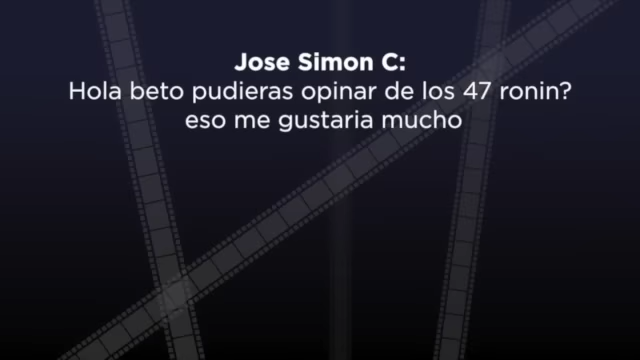 Jose Simon C:
Hola beto pudieras opinar de los 47 ronin?
eso me gustaria mucho